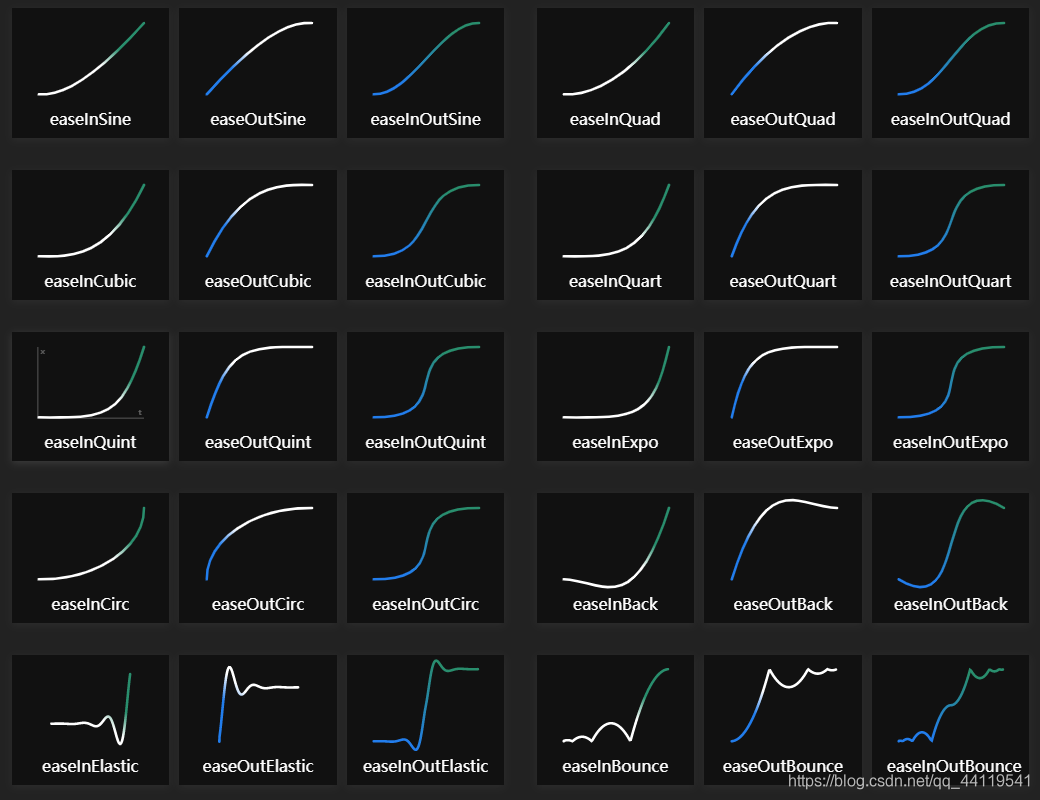 easeInSine easeOutSine easeInOutSine easeInQuad easeOutQuad easeInOutQuad
easeInCubic easeOutCubic easeInOutCubic easeInQuart easeOutQuart easeInOutQuart
x
t
easeInQuint easeOutQuint easeInOutQuint easeInExpo easeOutExpo easeInOutExpo
easeInCirc easeOutCirc easeInOutCirc easeInBack easeOutBack easeInOutBack
easeInElastic easeOutElastic easeInOutElastic easeInBounce easeOutBounce easeInOutBounce
https://blog.csdn.net/qq_44119541